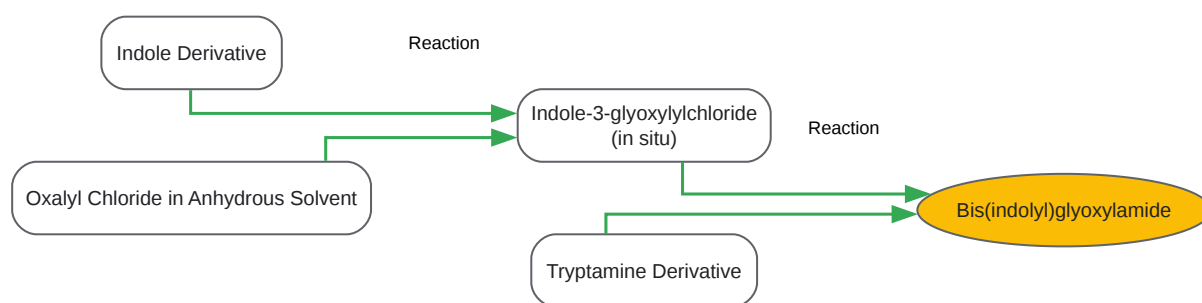 Indole Derivative
Reaction
Oxalyl Chloride in Anhydrous Solvent
Indole-3-glyoxylylchloride
(in situ)
Reaction
Tryptamine Derivative
Bis(indolyl)glyoxylamide